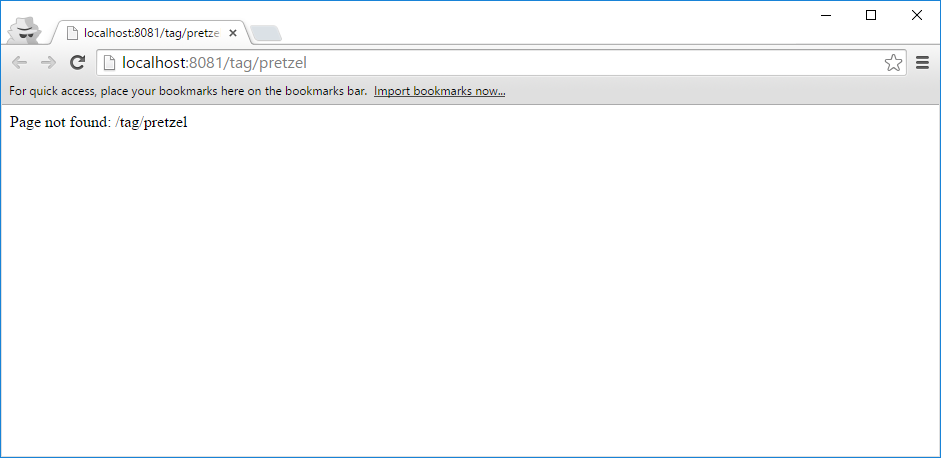 localhost:8081/tag/pretze
localhost:8081/tag/pretzel
For quick access, place your bookmarks here on the bookmarks bar. Import bookmarks now...
Page not found: /tag/pretzel